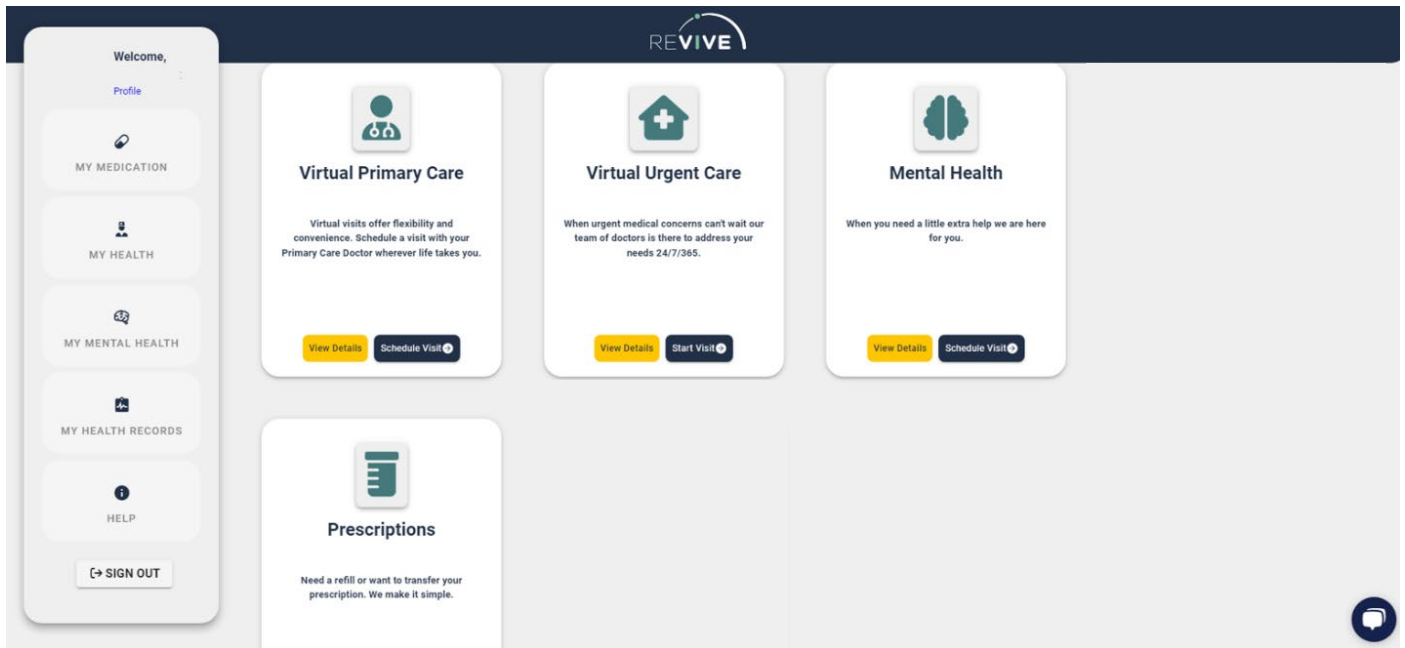 REVIVE
Welcome,
Profile
MY MEDICATION
MY HEALTH
MY MENTAL HEALTH
MY HEALTH RECORDS
HELP
SIGN OUT
Virtual Primary Care
Virtual visits offer flexibility and
convenience. Schedule a visit with your
Primary Care Doctor wherever life takes you.
View Details Schedule Visit
Virtual Urgent Care
When urgent medical concerns can't wait our
team of doctors is there to address your
needs 24/7/365.
View Details Start Visit
Mental Health
When you need a little extra help we are here
for you.
View Details Schedule Visit
Prescriptions
Need a refill or want to transfer your
prescription. We make it simple.